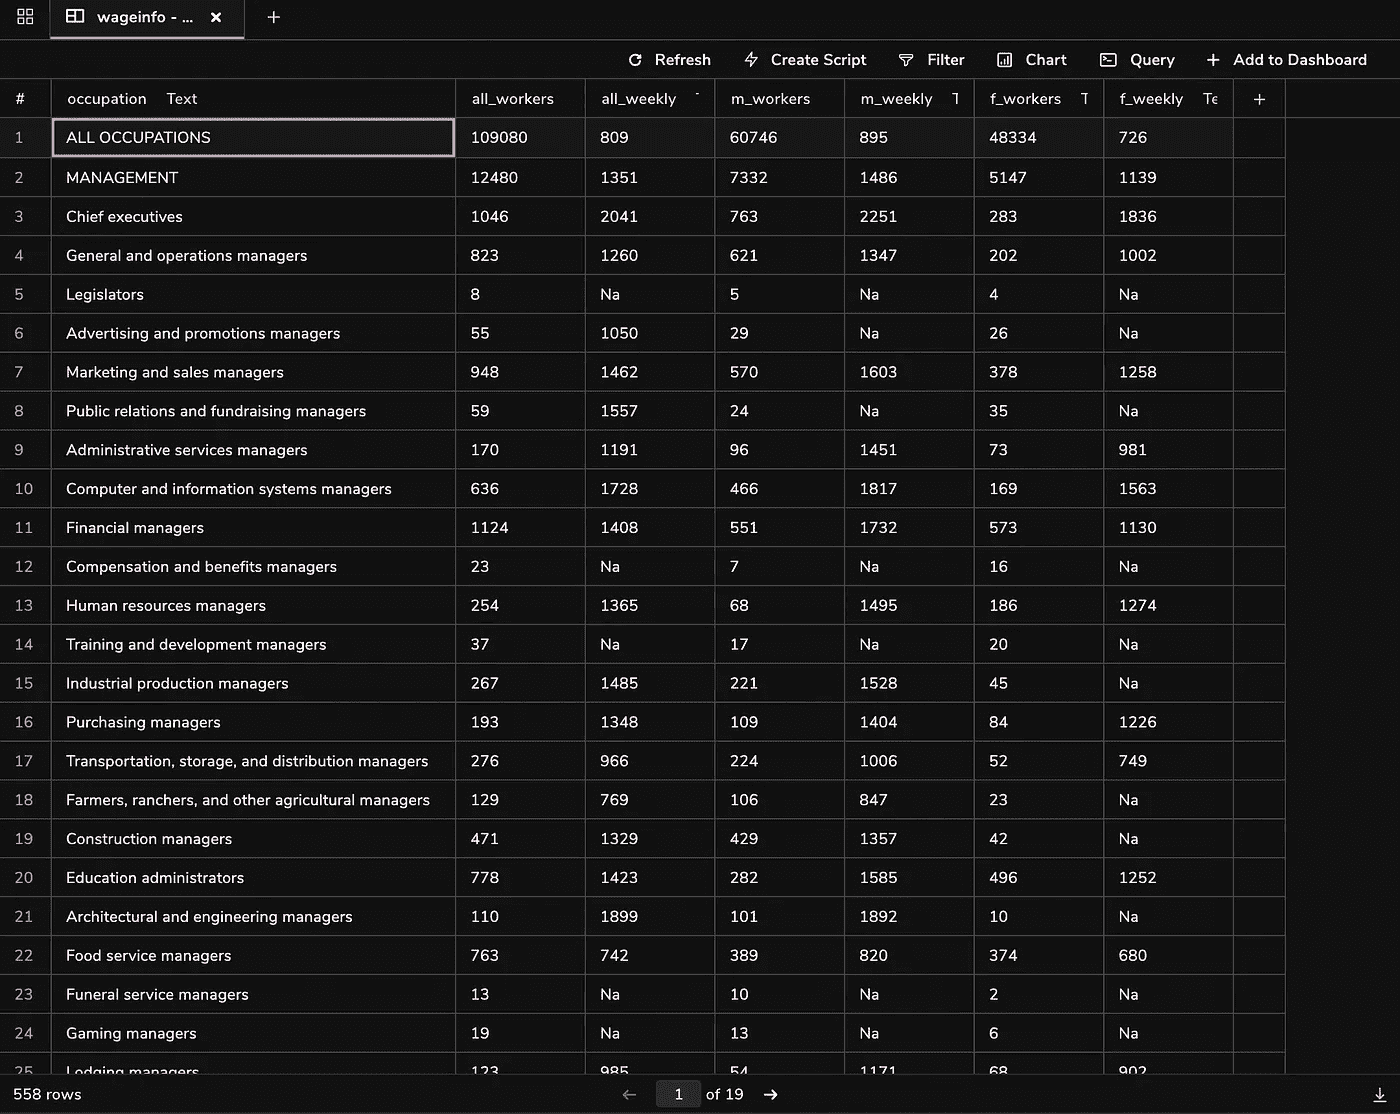 wageinfo - ...
Refresh Create Script Filter Chart Query Add to Dashboard
# occupation Text all_workers all_weekly m_workers m_weekly T f_workers T f_weekly Te
1 ALL OCCUPATIONS 109080 809 60746 895 48334 726
2 MANAGEMENT 12480 1351 7332 1486 5147 1139
3 Chief executives 1046 2041 763 2251 283 1836
4 General and operations managers 823 1260 621 1347 202 1002
5 Legislators 8 Na 5 Na 4 Na
6 Advertising and promotions managers 55 1050 29 Na 26 Na
7 Marketing and sales managers 948 1462 570 1603 378 1258
8 Public relations and fundraising managers 59 1557 24 Na 35 Na
9 Administrative services managers 170 1191 96 1451 73 981
10 Computer and information systems managers 636 1728 466 1817 169 1563
11 Financial managers 1124 1408 551 1732 573 1130
12 Compensation and benefits managers 23 Na 7 Na 16 Na
13 Human resources managers 254 1365 68 1495 186 1274
14 Training and development managers 37 Na 17 Na 20 Na
15 Industrial production managers 267 1485 221 1528 45 Na
16 Purchasing managers 193 1348 109 1404 84 1226
17 Transportation, storage, and distribution managers 276 966 224 1006 52 749
18 Farmers, ranchers, and other agricultural managers 129 769 106 847 23 Na
19 Construction managers 471 1329 429 1357 42 Na
20 Education administrators 778 1423 282 1585 496 1252
21 Architectural and engineering managers 110 1899 101 1892 10 Na
22 Food service managers 763 742 389 820 374 680
23 Funeral service managers 13 Na 10 Na 2 Na
24 Gaming managers 19 Na 13 Na 6 Na
25 Lodging managers 123 985 54 1171 68 902
558 rows 1 of 19